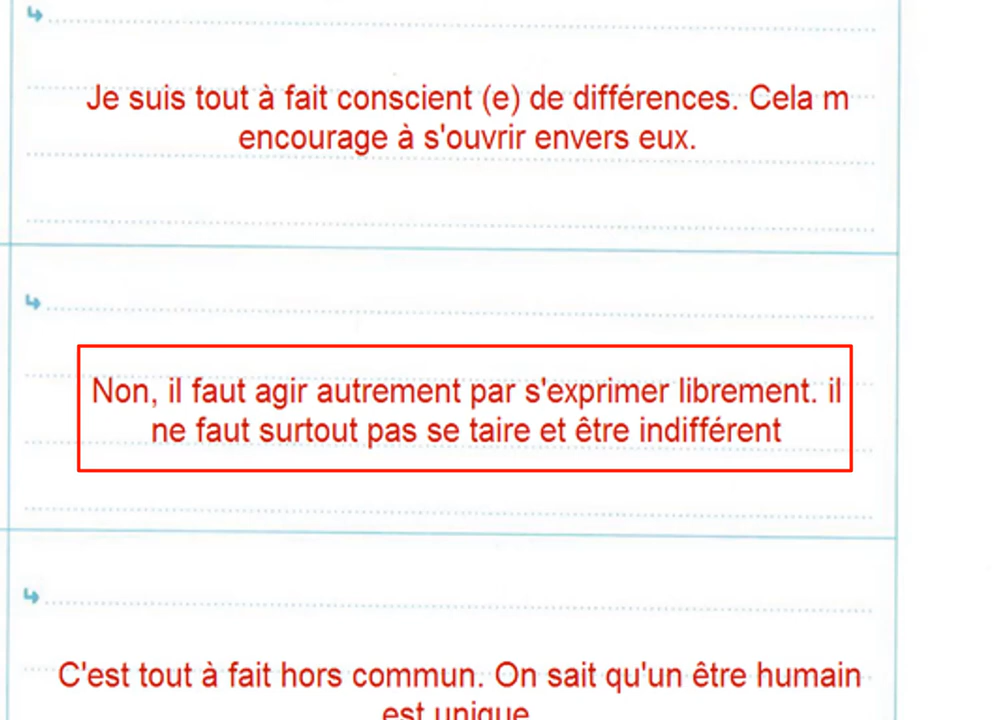 Je suis tout à fait conscient (e) de différences. Cela m
encourage à s'ouvrir envers eux.
Non, il faut agir autrement par s'exprimer librement. il
ne faut surtout pas se taire et être indifférent
C'est tout à fait hors commun. On sait qu'un être humain
est unique